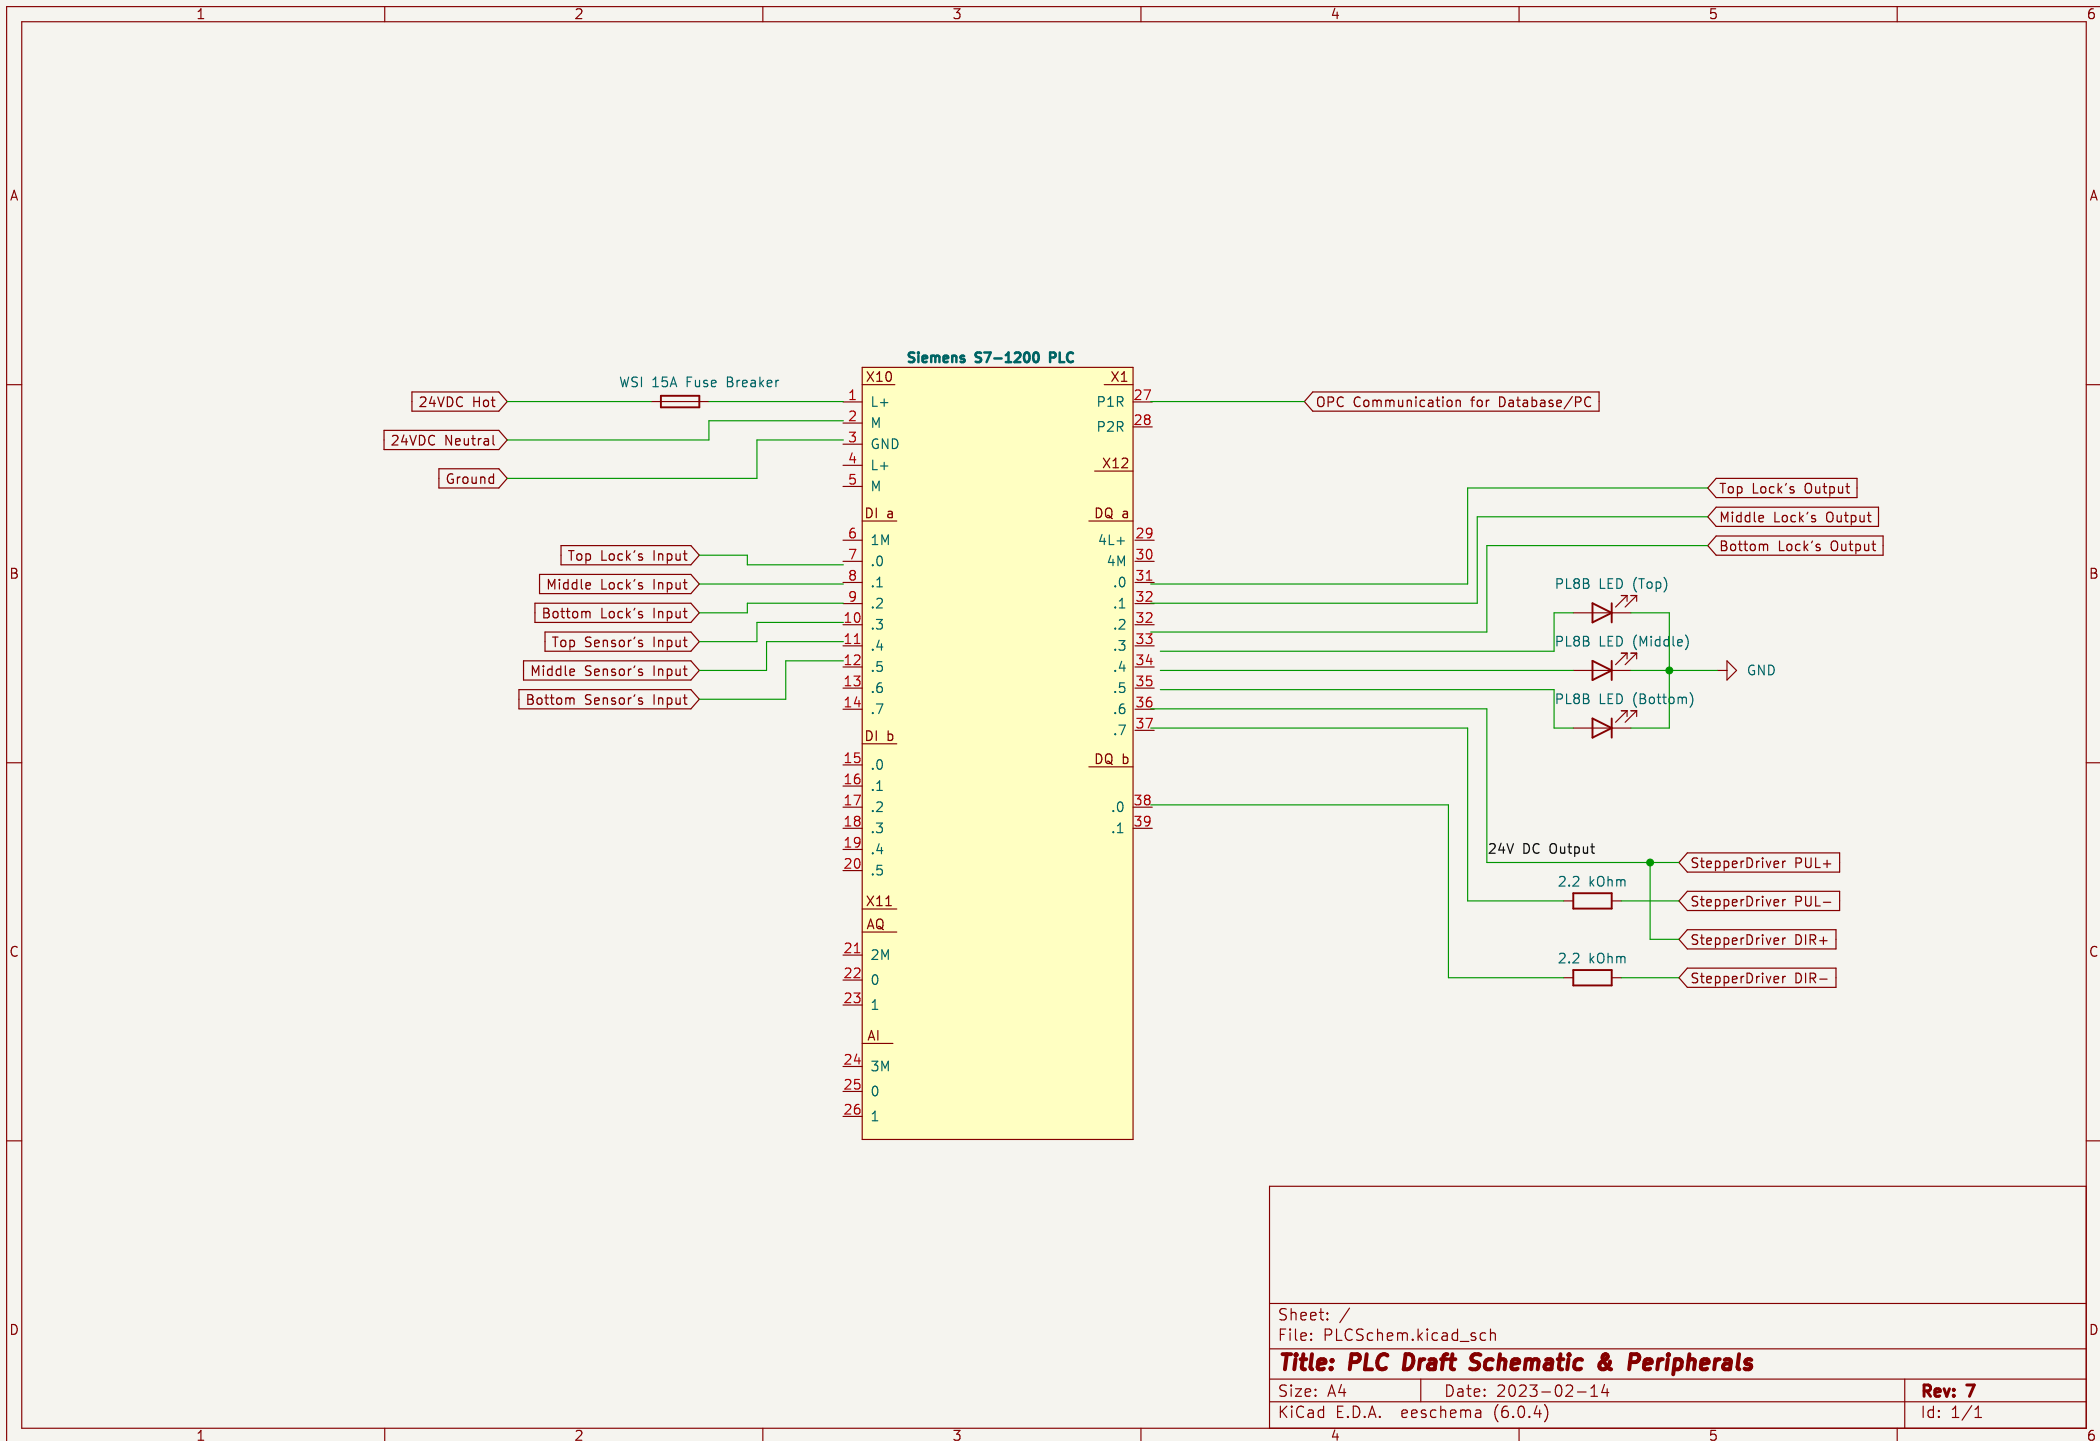 1 2 3 4 5 6
A A
B B
C C
D D
Siemens S7-1200 PLC
WSI 15A Fuse Breaker
24VDC Hot
24VDC Neutral
Ground
Top Lock's Input
Middle Lock's Input
Bottom Lock's Input
Top Sensor's Input
Middle Sensor's Input
Bottom Sensor's Input
X10
1 L+
2 M
3 GND
4 L+
5 M
DI a
6 1M
7 .0
8 .1
9 .2
10 .3
11 .4
12 .5
13 .6
14 .7
DI b
15 .0
16 .1
17 .2
18 .3
19 .4
20 .5
X11
AQ
21 2M
22 0
23 1
AI
24 3M
25 0
26 1
X1
P1R 27
P2R 28
X12
DQ a
4L+ 29
4M 30
.0 31
.1 32
.2 32
.3 33
.4 34
.5 35
.6 36
.7 37
DQ b
.0 38
.1 39
OPC Communication for Database/PC
Top Lock's Output
Middle Lock's Output
Bottom Lock's Output
PL8B LED (Top)
PL8B LED (Middle)
GND
PL8B LED (Bottom)
24V DC Output
StepperDriver PUL+
2.2 kOhm
StepperDriver PUL-
StepperDriver DIR+
2.2 kOhm
StepperDriver DIR-
Sheet: /
File: PLCSchem.kicad_sch
Title: PLC Draft Schematic & Peripherals
Size: A4 Date: 2023-02-14 Rev: 7
KiCad E.D.A. eeschema (6.0.4) Id: 1/1
1 2 3 4 5 6